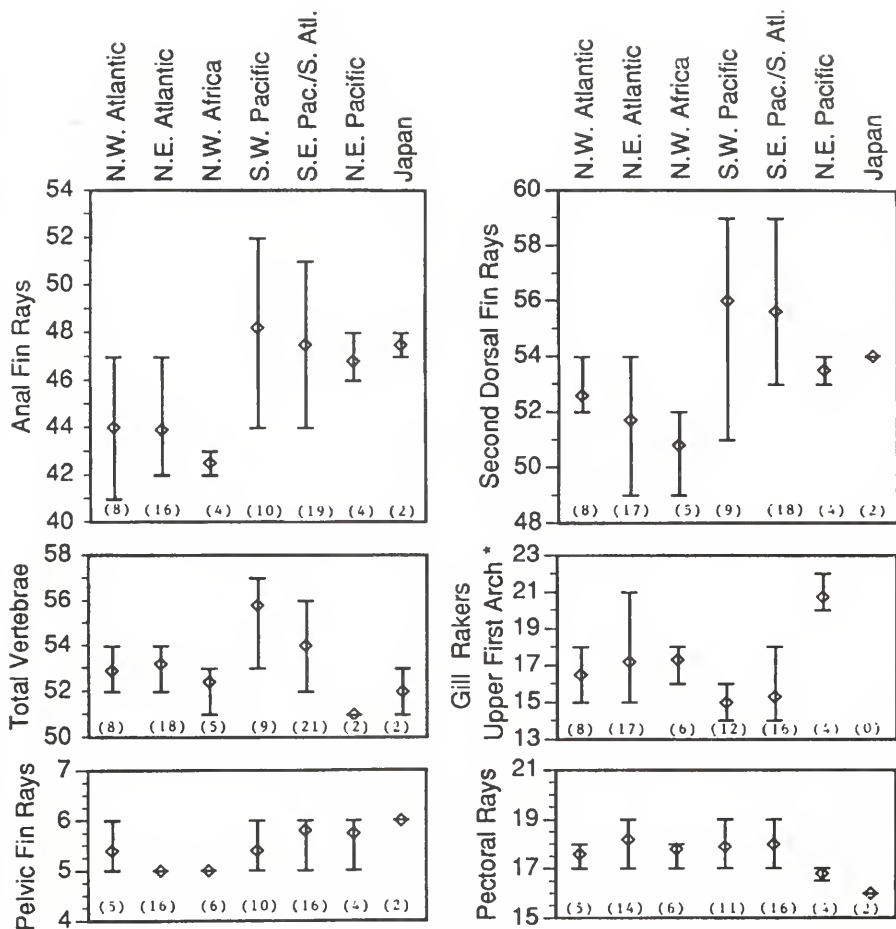 N.W. Atlantic
N.E. Atlantic
N.W. Africa
S.W. Pacific
S.E. Pac./S. Atl.
N.E. Pacific
Japan
Anal Fin Rays
54
52
50
48
46
44
42
40
(8) (16) (4) (10) (19) (4) (2)
N.W. Atlantic
N.E. Atlantic
N.W. Africa
S.W. Pacific
S.E. Pac./S. Atl.
N.E. Pacific
Japan
Second Dorsal Fin Rays
60
58
56
54
52
50
48
(8) (17) (5) (9) (18) (4) (2)
Total Vertebrae
58
56
54
52
50
(8) (18) (5) (9) (21) (2) (2)
Gill Rakers
Upper First Arch *
23
21
19
17
15
13
(8) (17) (6) (12) (16) (4) (0)
Pelvic Fin Rays
7
6
5
4
(5) (16) (6) (10) (16) (4) (2)
Pectoral Rays
21
19
17
15
(5) (14) (6) (11) (16) (4) (2)